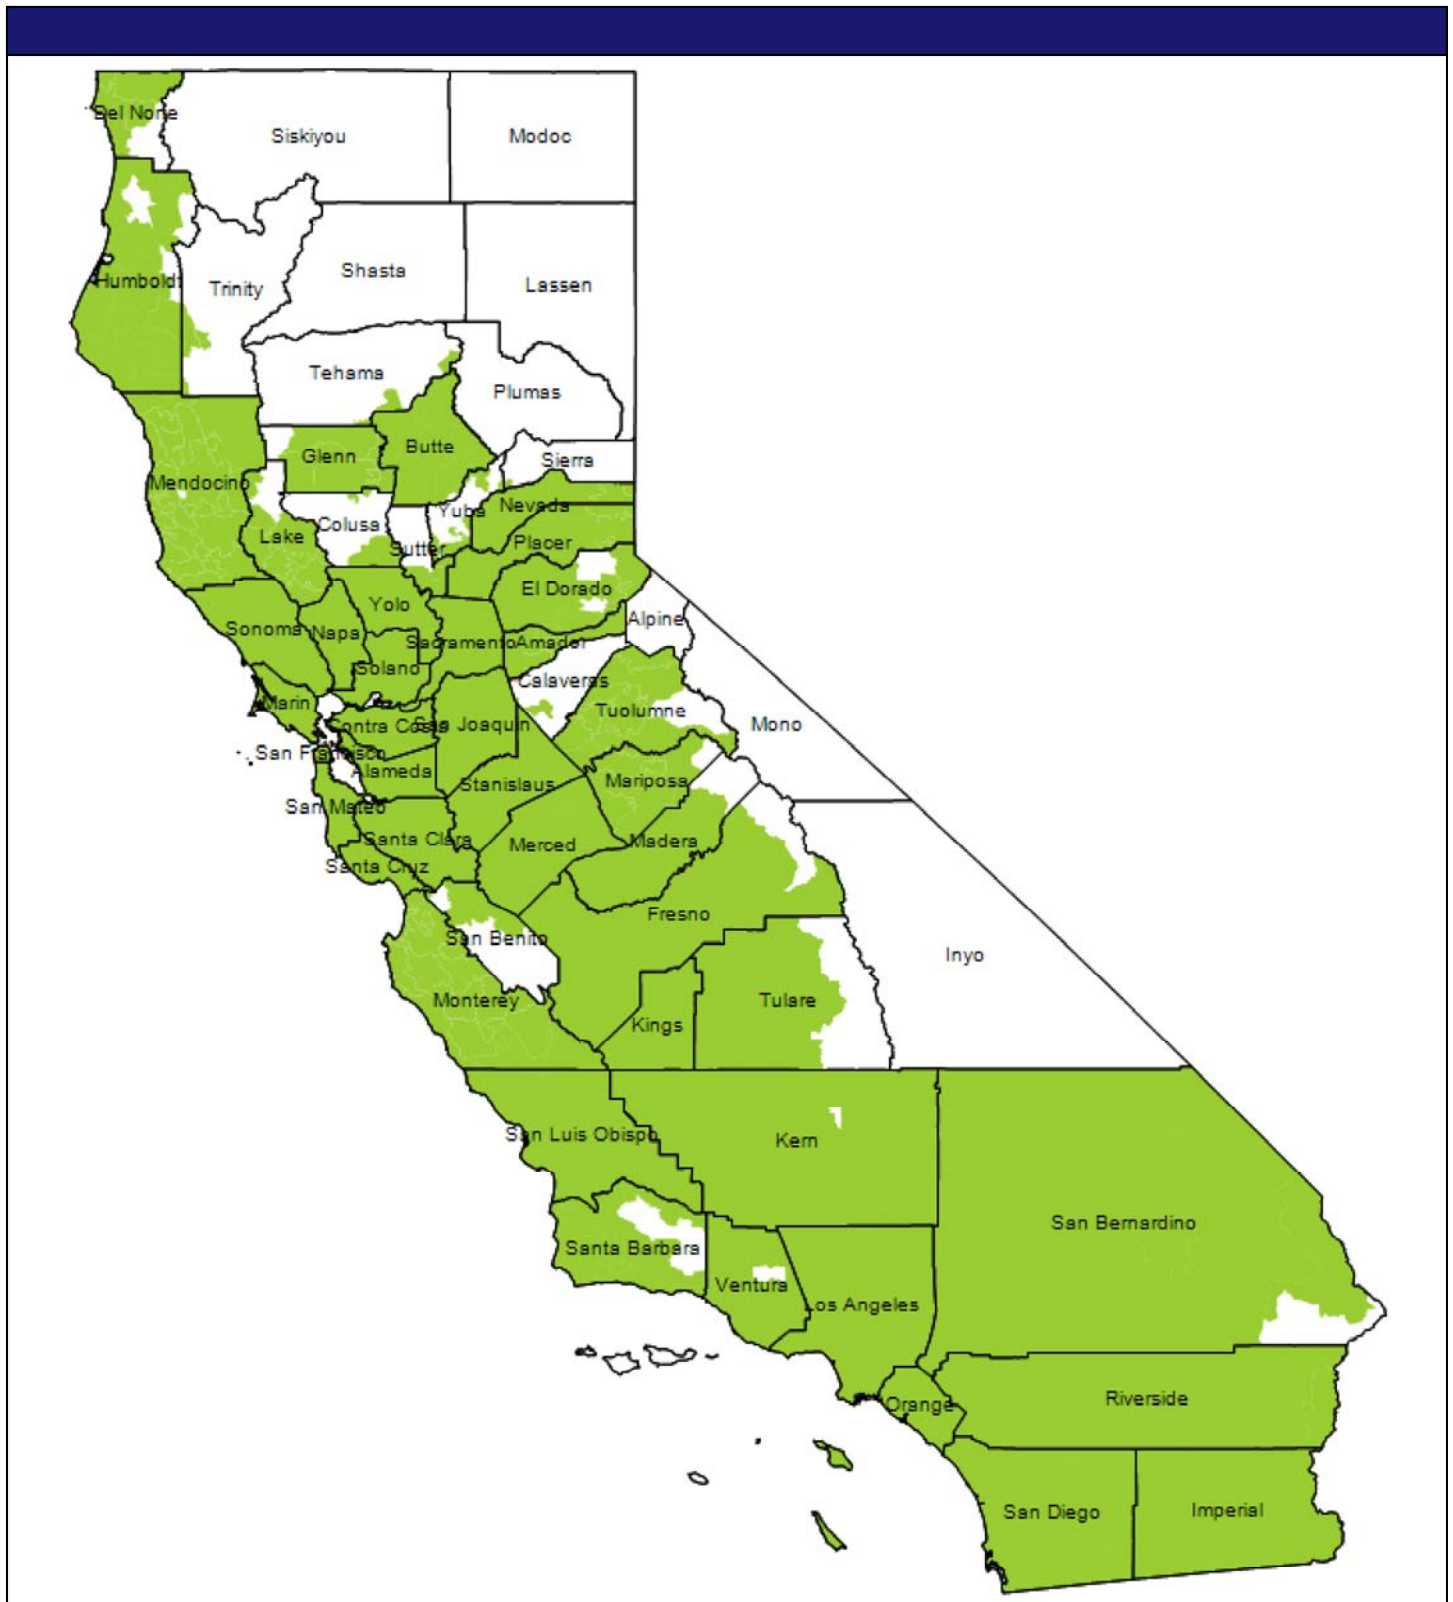 Del Norte
Siskiyou
Modoc
Humboldt
Trinity
Shasta
Lassen
Tehama
Plumas
Mendocino
Glenn
Butte
Sierra
Lake
Colusa
Sutter
Yuba
Nevada
Placer
El Dorado
Yolo
Sonoma
Napa
Sacramento
Amador
Alpine
Solano
Marin
Calaveras
Tuolumne
Mono
Contra Costa
San Joaquin
San Francisco
Alameda
Stanislaus
Mariposa
San Mateo
Santa Clara
Merced
Madera
Santa Cruz
Fresno
San Benito
Inyo
Monterey
Kings
Tulare
San Luis Obispo
Kern
San Bernardino
Santa Barbara
Ventura
Los Angeles
Orange
Riverside
San Diego
Imperial